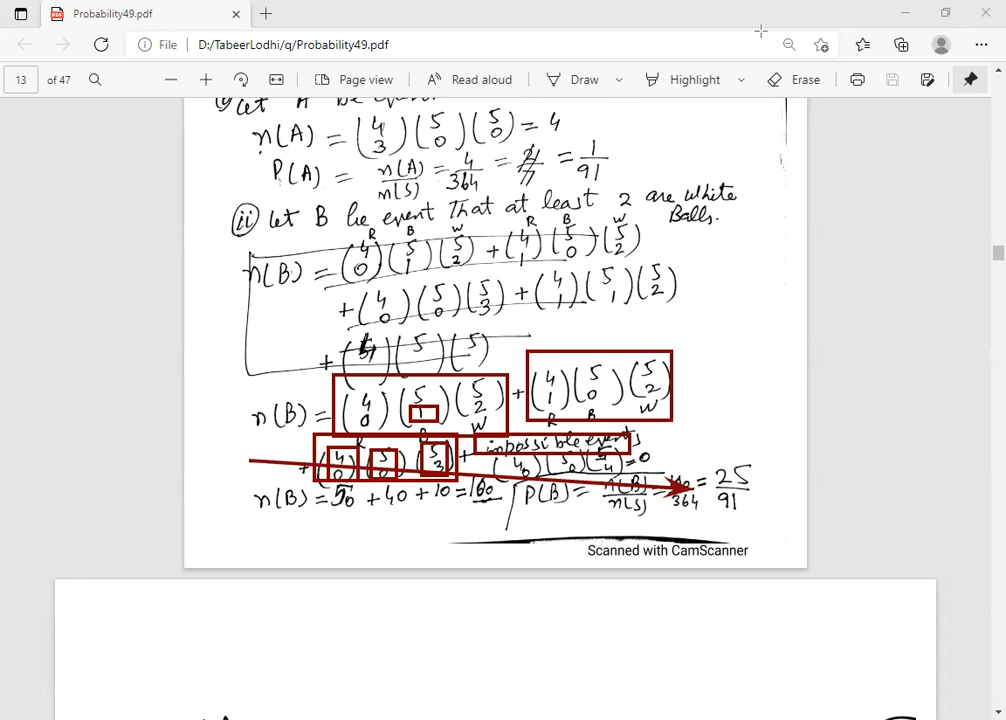 Probability49.pdf
File D:/TabeerLodhi/q/Probability49.pdf
13 of 47 Page view Read aloud Draw Highlight Erase
(i) Let A be event
n(A) = (4 3)(5 0)(5 0) = 4
P(A) = n(A)/n(S) = 4/364 = = 1/91
(ii) Let B be event That at least 2 are white
Balls.
R B W R B W
n(B) = (4 0)(5 1)(5 2) + (4 1)(5 0)(5 2)
+ (4 0)(5 0)(5 3) + (4 1)(5 1)(5 2)
+ ( )(5 )(5 )
n(B) = (4 0)(5 1)(5 2) + (4 1)(5 0)(5 2)
R W R B W
+ (4 0)(5 0)(5 3) + impossible events
(4 0)(5 0)(5 4) = 0
n(B) = 50 + 40 + 10 = 100 P(B) = n(B)/n(S) = 100/364 = 25/91
Scanned with CamScanner